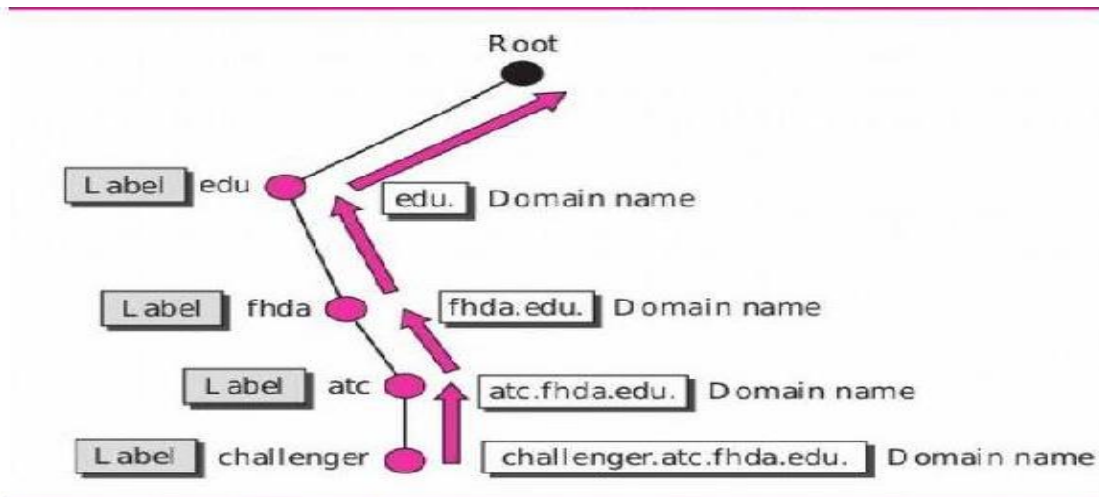 Root
Label edu edu. Domain name
Label fhda fhda.edu. Domain name
Label atc atc.fhda.edu. Domain name
Label challenger challenger.atc.fhda.edu. Domain name